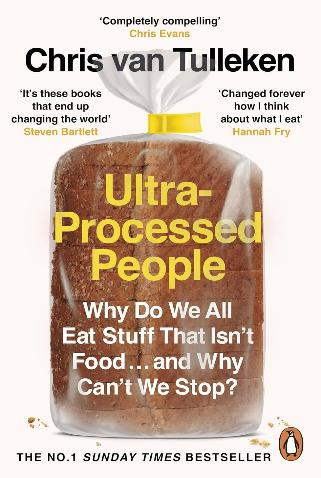 ‘Completely compelling’
Chris Evans
Chris van Tulleken
‘It’s these books
that end up
changing the world’
Steven Bartlett
‘Changed forever
how I think
about what I eat’
Hannah Fry
Ultra-
Processed
People
Why Do We All
Eat Stuff That Isn’t
Food... and Why
Can’t We Stop?
THE NO.1 SUNDAY TIMES BESTSELLER